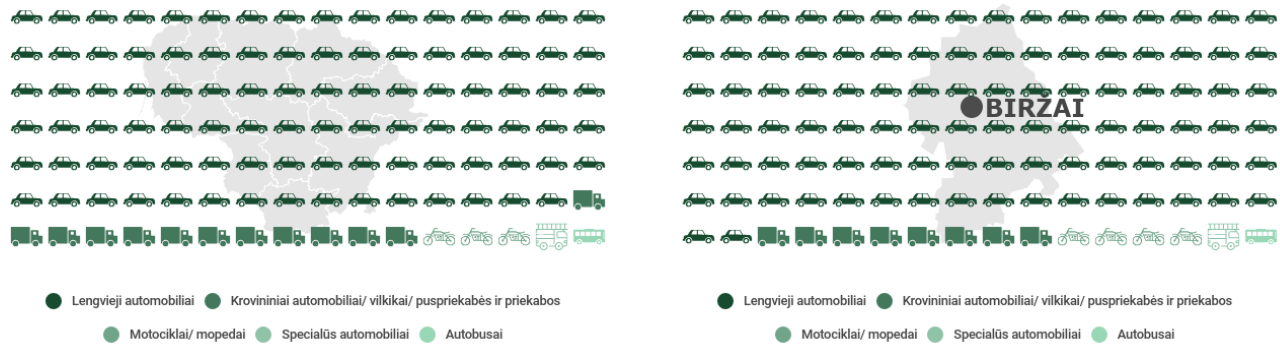 BIRŽAI
Lengvieji automobiliai Krovininiai automobiliai/ vilkikai/ puspriekabės ir priekabos
Motociklai/ mopedai Specialūs automobiliai Autobusai
Lengvieji automobiliai Krovininiai automobiliai/ vilkikai/ puspriekabės ir priekabos
Motociklai/ mopedai Specialūs automobiliai Autobusai